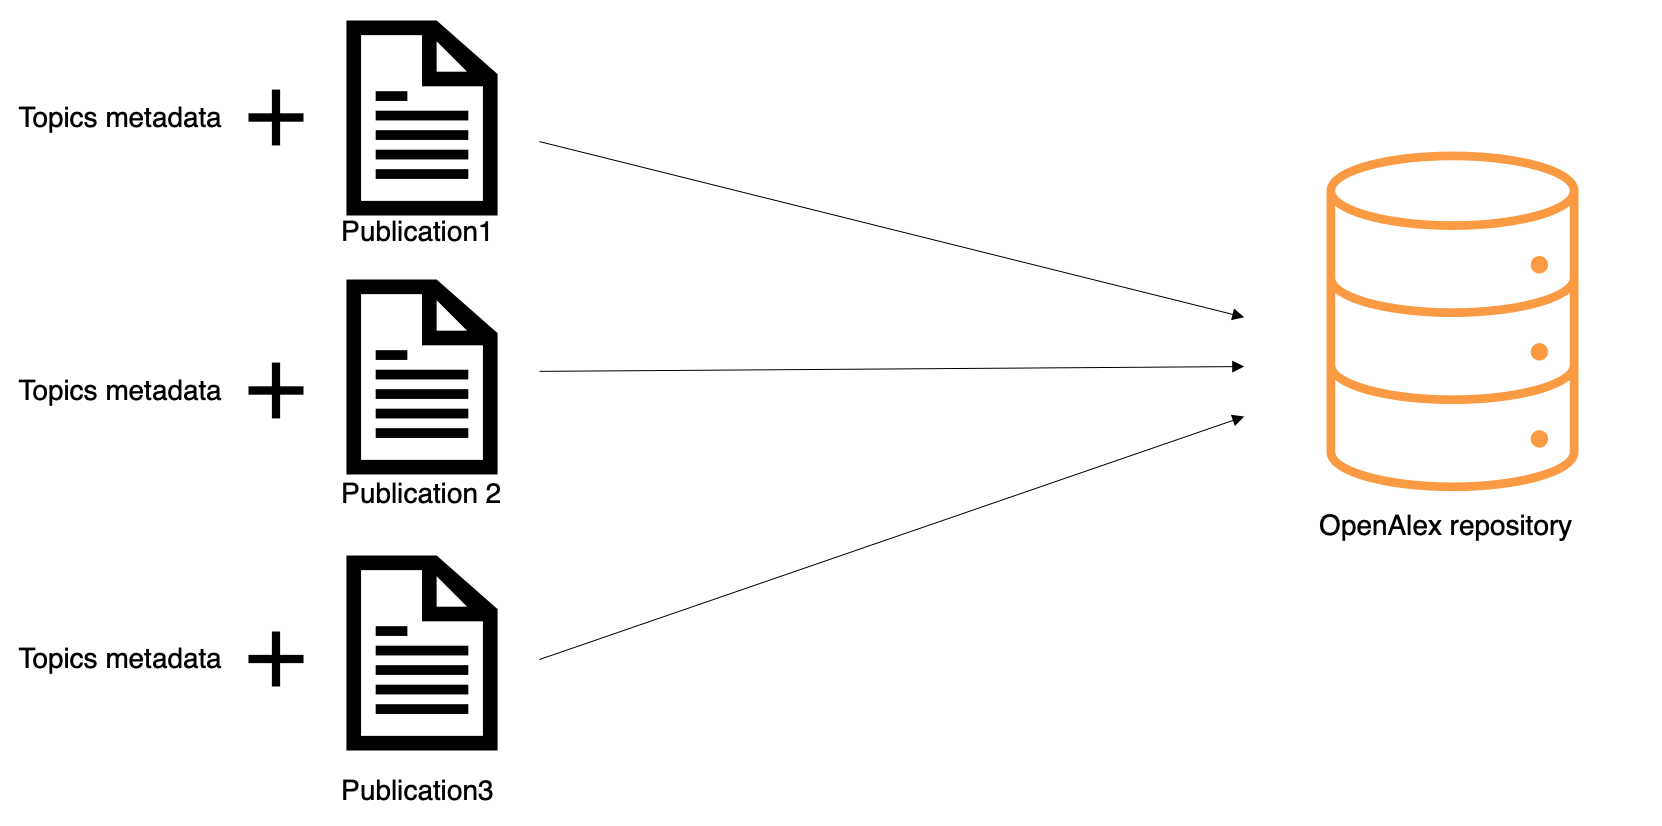 Topics metadata
Publication1
Topics metadata
Publication 2
OpenAlex repository
Topics metadata
Publication3